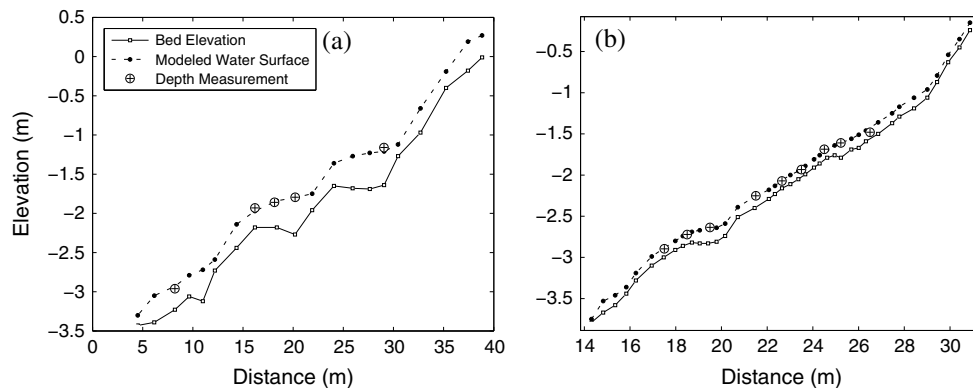 0.5
0
−0.5
−1
−1.5
−2
−2.5
−3
−3.5
Elevation (m)
Bed Elevation
Modeled Water Surface
Depth Measurement
(a)
0 5 10 15 20 25 30 35 40
Distance (m)
(b)
−0.5
−1
−1.5
−2
−2.5
−3
−3.5
14 16 18 20 22 24 26 28 30
Distance (m)